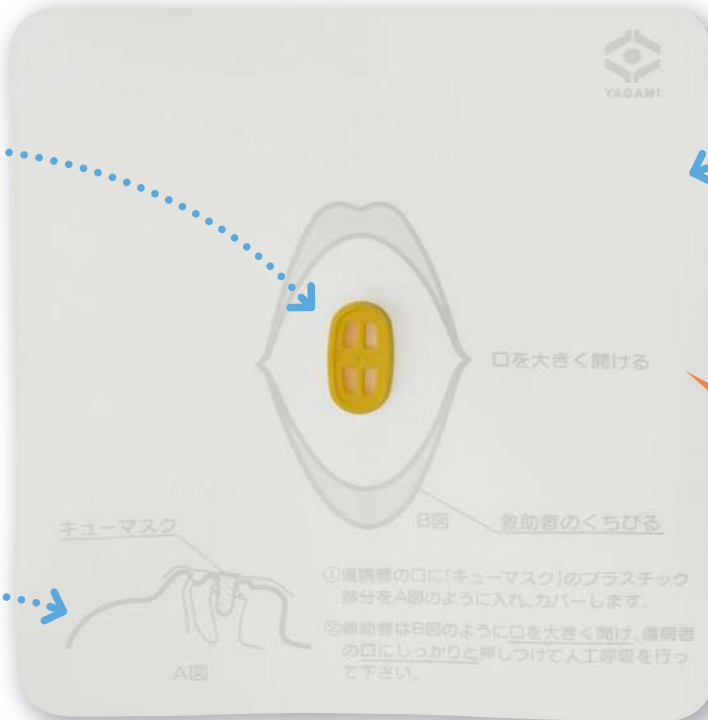 YAGAMI
口を大きく開ける
B図
救助者のくちびる
キューマスク
A図
①傷病者の口に「キューマスク」のプラスチック
部分をA図のように入れ、カバーします。
②救助者はB図のように口を大きく開け、傷病者
の口にしっかりと押しつけて人工呼吸を行っ
て下さい。